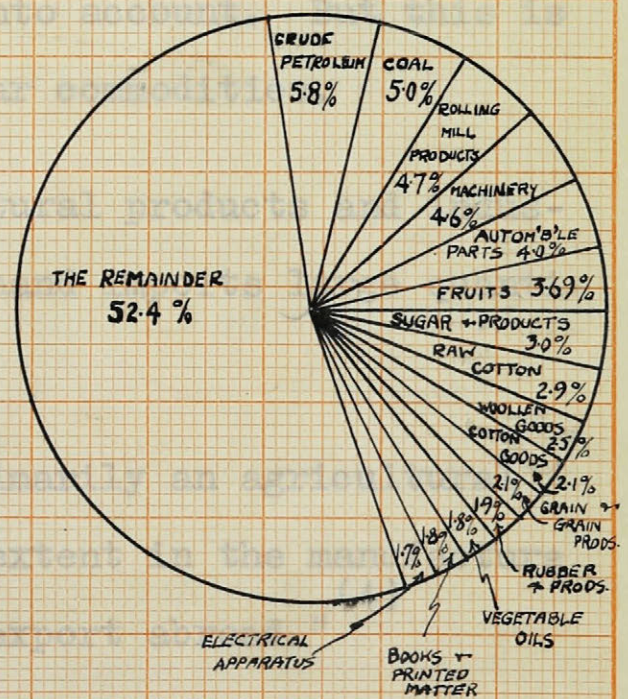 CRUDE
PETROLEUM
5.8%
COAL
5.0%
ROLLING
MILL
PRODUCTS
4.7%
MACHINERY
4.6%
AUTOM'B'LE
PARTS 4.0%
FRUITS 3.69%
SUGAR & PRODUCTS
3.0%
RAW
COTTON
2.9%
WOOLLEN
GOODS
2.5%
COTTON
GOODS
2.1%
2.1%
GRAIN &
GRAIN
PRODS.
1.9%
RUBBER
& PRODS.
1.8%
VEGETABLE
OILS
1.8%
BOOKS &
PRINTED
MATTER
1.7%
ELECTRICAL
APPARATUS
THE REMAINDER
52.4 %